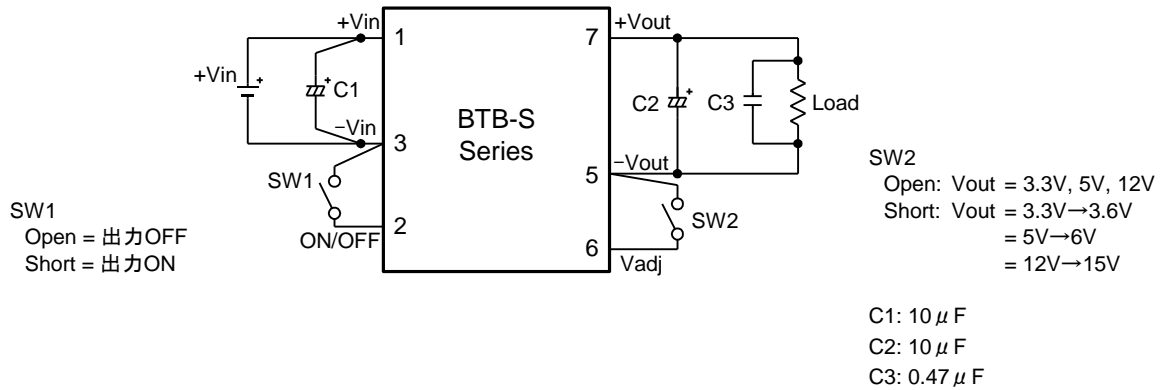 +Vin
1
+Vin
C1
−Vin
3
SW1
2
ON/OFF
BTB-S
Series
7
+Vout
C2
C3
Load
5
−Vout
SW2
6
Vadj
SW1
Open = 出力OFF
Short = 出力ON
SW2
Open: Vout = 3.3V, 5V, 12V
Short: Vout = 3.3V→3.6V
= 5V→6V
= 12V→15V
C1: 10 μ F
C2: 10 μ F
C3: 0.47 μ F